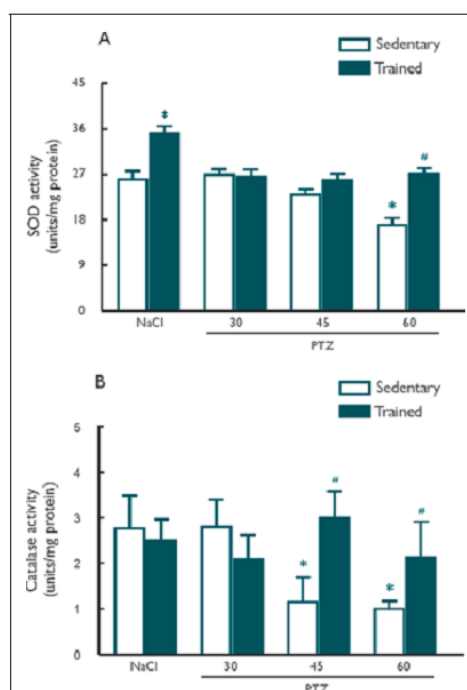 A
Sedentary
Trained
SOD activity
(units/mg protein)
45
36
27
18
9
0
‡
*
#
NaCl
30
45
60
PTZ
B
Sedentary
Trained
Catalase activity
(units/mg protein)
5
4
3
2
1
0
*
#
*
#
NaCl
30
45
60
PTZ